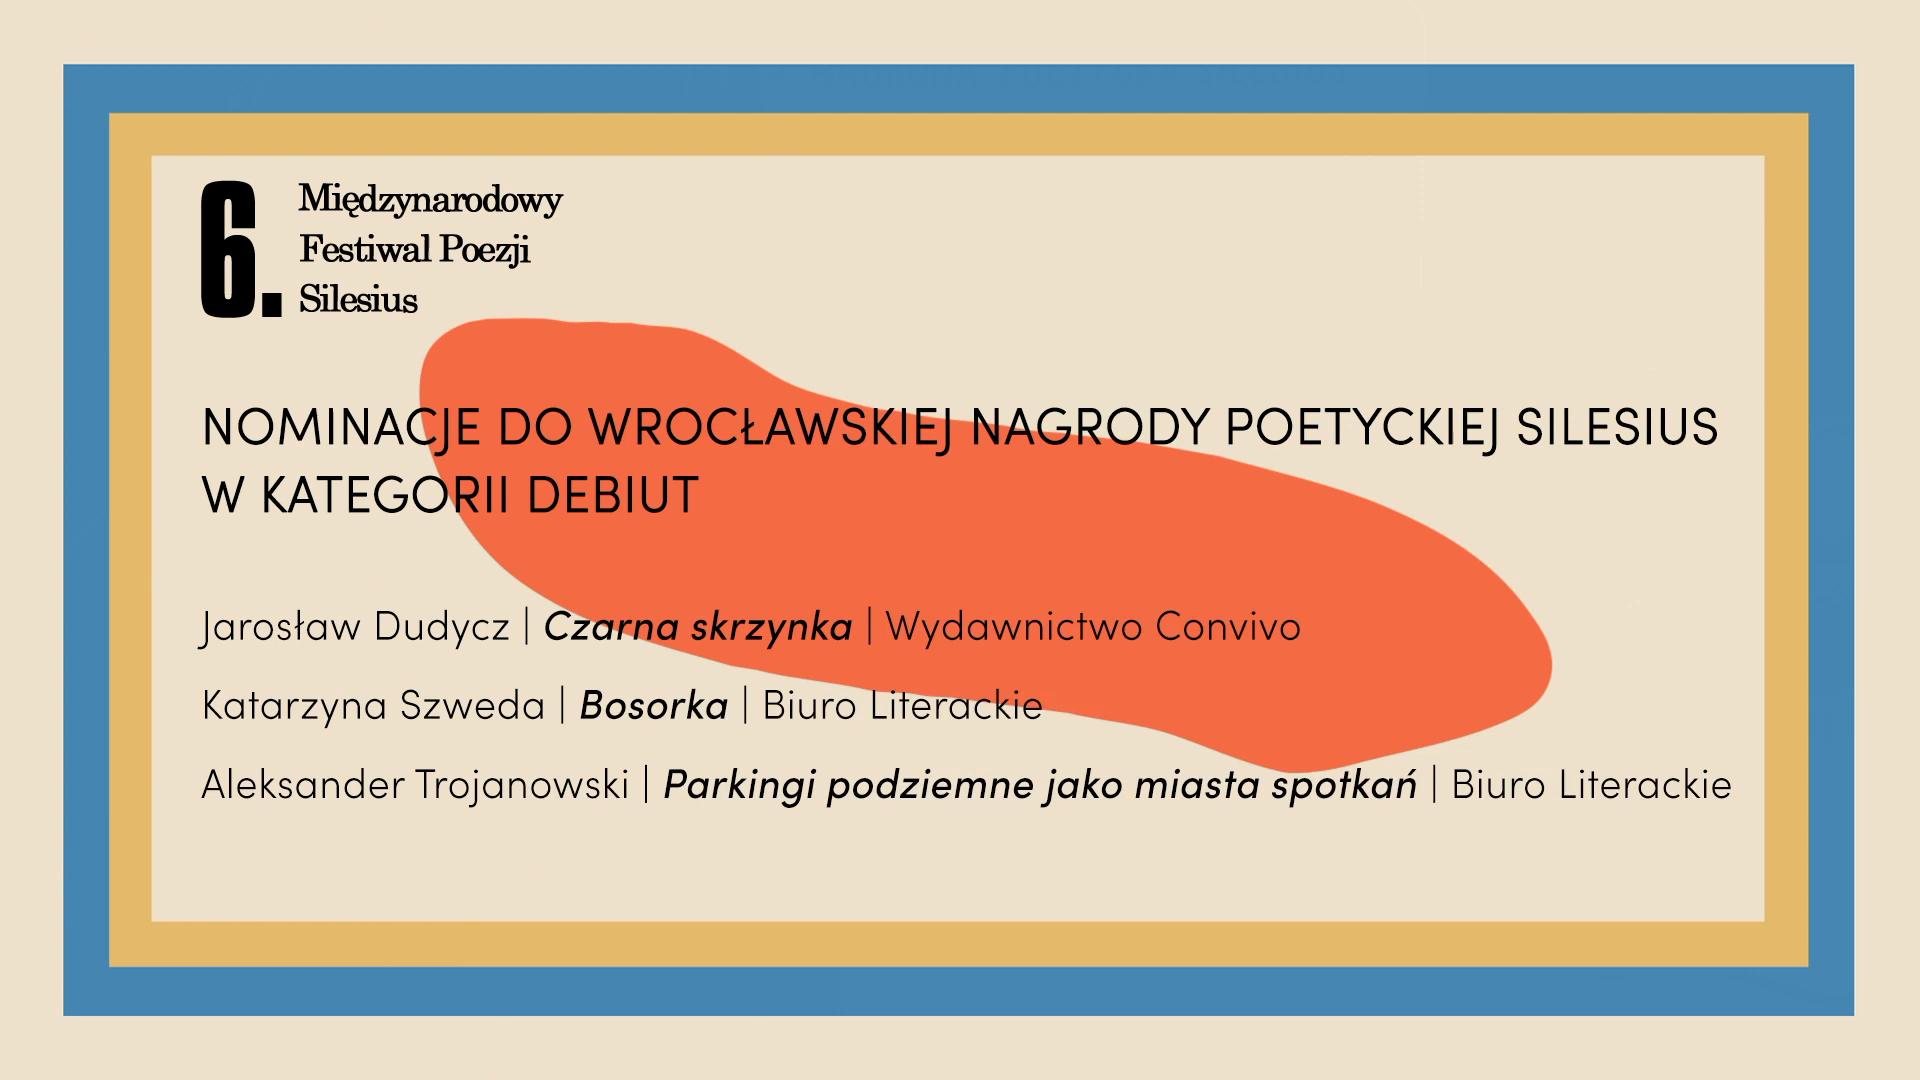 6.
Międzynarodowy
Festiwal Poezji
Silesius
NOMINACJE DO WROCŁAWSKIEJ NAGRODY POETYCKIEJ SILESIUS
W KATEGORII DEBIUT
Jarosław Dudycz | Czarna skrzynka | Wydawnictwo Convivo
Katarzyna Szweda | Bosorka | Biuro Literackie
Aleksander Trojanowski | Parkingi podziemne jako miasta spotkań | Biuro Literackie